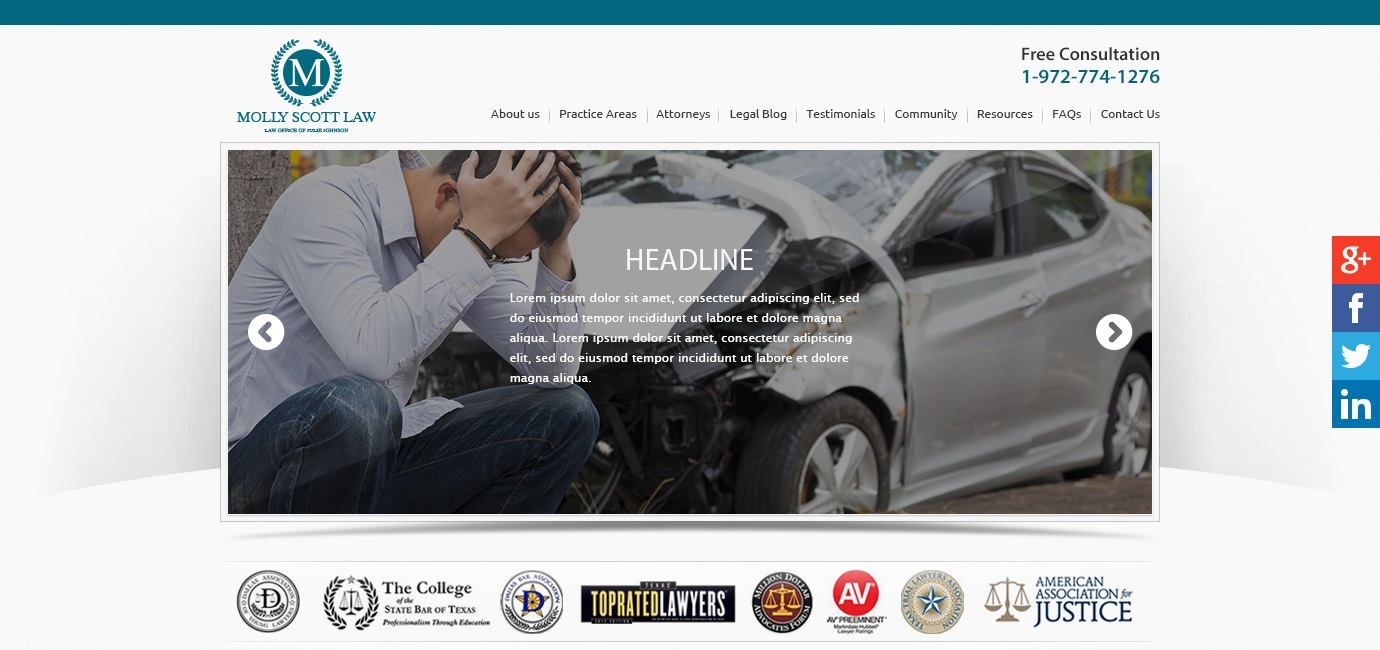 M
MOLLY SCOTT LAW
LAW OFFICE OF JULIE JOHNSON
Free Consultation
1-972-774-1276
About us
Practice Areas
Attorneys
Legal Blog
Testimonials
Community
Resources
FAQs
Contact Us
HEADLINE
Lorem ipsum dolor sit amet, consectetur adipiscing elit, sed
do eiusmod tempor incididunt ut labore et dolore magna
aliqua. Lorem ipsum dolor sit amet, consectetur adipiscing
elit, sed do eiusmod tempor incididunt ut labore et dolore
magna aliqua.
g+
f
in
DALLAS ASSOCIATION
YOUNG LAWYERS
D
The College
of the
STATE BAR OF TEXAS
Professionalism Through Education
DALLAS BAR ASSOCIATION
D
TEXAS
TOPRATEDLAWYERS
MILLION DOLLAR
ADVOCATES FORUM
AV
AV PREEMINENT
Martindale-Hubbell
Lawyer Ratings
TEXAS TRIAL LAWYERS ASSOCIATION
AMERICAN
ASSOCIATION for
JUSTICE